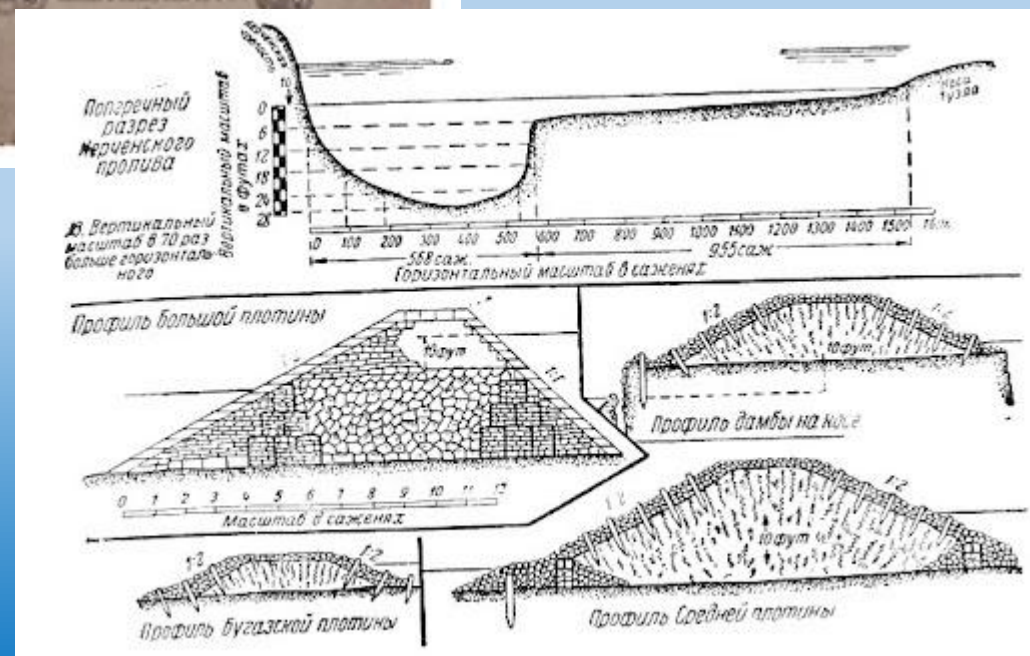 Керченская
крепость
Поперечный
разрез
Керченского
пролива
Вертикальный масштаб
в футах
0
6
12
18
24
28
Вертикальный
масштаб в 70 раз
больше горизонталь-
ного
коса
Тузла
0 100 200 300 400 500 600 700 800 900 1000 1100 1200 1300 1400 1500
568 саж.
955 саж.
Горизонтальный масштаб в саженях
Профиль большой плотины
10 фут
1:1
0 1 2 3 4 5 6 7 8 9 10 11 12
Масштаб в саженях
1:2
10 фут
Профиль дамбы на косе
1:2 1:2
Профиль бугазской плотины
1:2
10 фут
Профиль Средней плотины